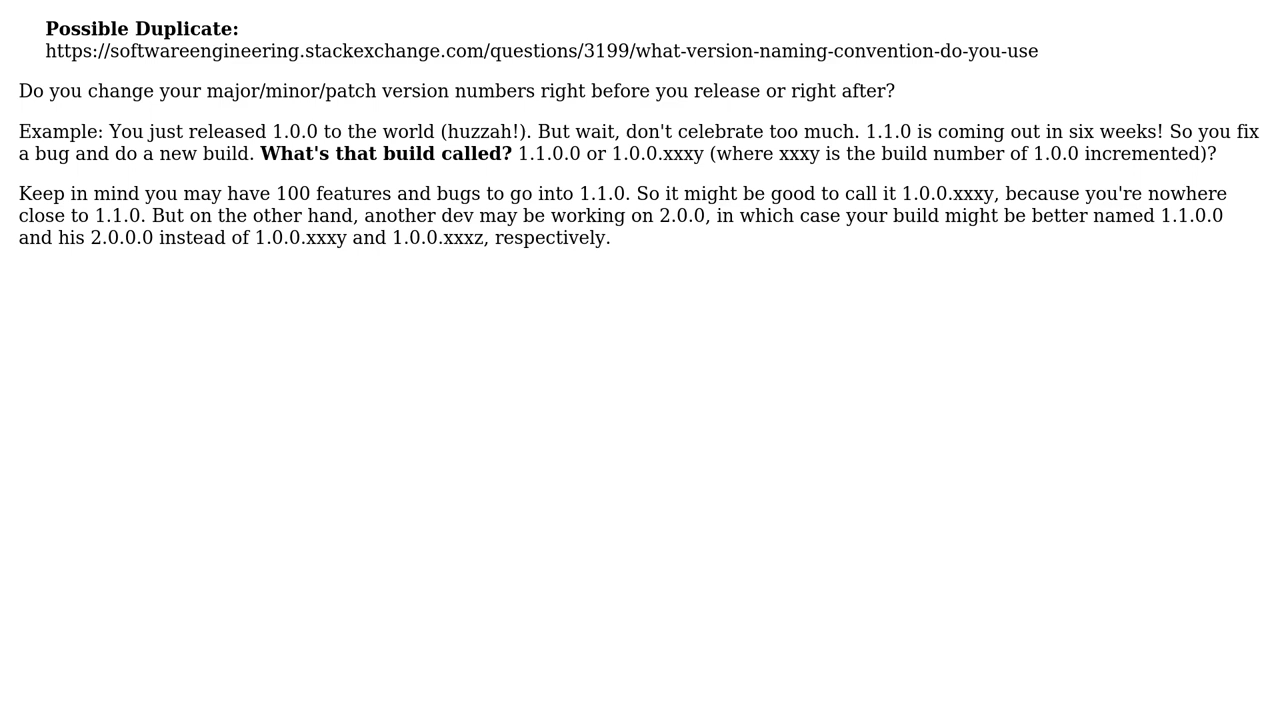 Possible Duplicate:
https://softwareengineering.stackexchange.com/questions/3199/what-version-naming-convention-do-you-use
Do you change your major/minor/patch version numbers right before you release or right after?
Example: You just released 1.0.0 to the world (huzzah!). But wait, don't celebrate too much. 1.1.0 is coming out in six weeks! So you fix
a bug and do a new build. What's that build called? 1.1.0.0 or 1.0.0.xxxy (where xxxy is the build number of 1.0.0 incremented)?
Keep in mind you may have 100 features and bugs to go into 1.1.0. So it might be good to call it 1.0.0.xxxy, because you're nowhere
close to 1.1.0. But on the other hand, another dev may be working on 2.0.0, in which case your build might be better named 1.1.0.0
and his 2.0.0.0 instead of 1.0.0.xxxy and 1.0.0.xxxz, respectively.